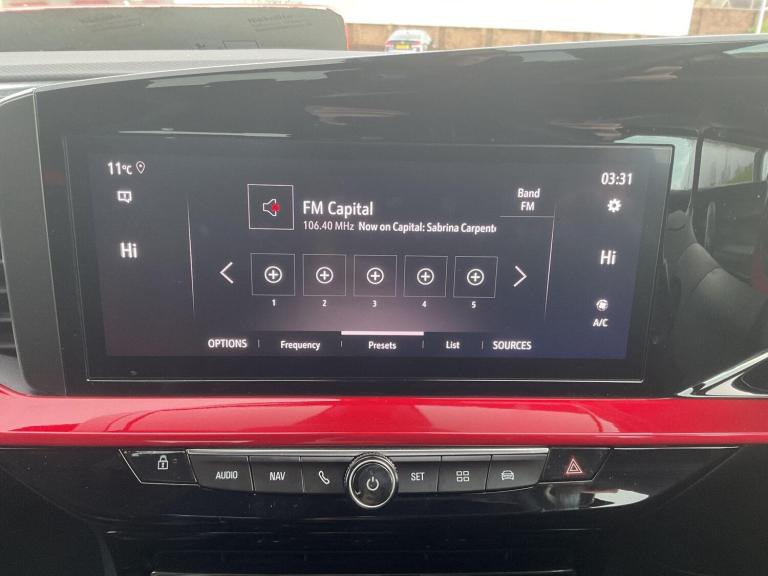 11°C
03:31
FM Capital
106.40 MHz Now on Capital: Sabrina Carpent
Band
FM
Hi
Hi
1 2 3 4 5
A/C
OPTIONS Frequency Presets List SOURCES
AUDIO NAV SET